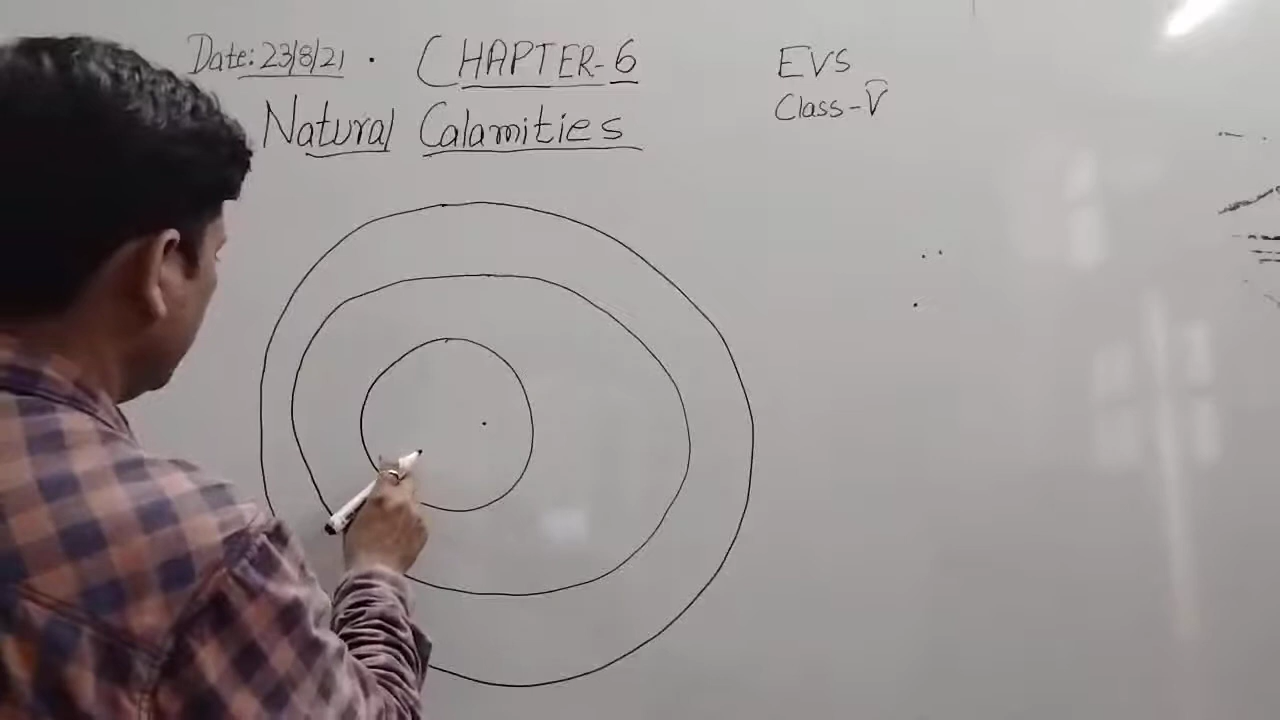 Date: 23/8/21 . CHAPTER-6
Natural Calamities
EVS
Class-V